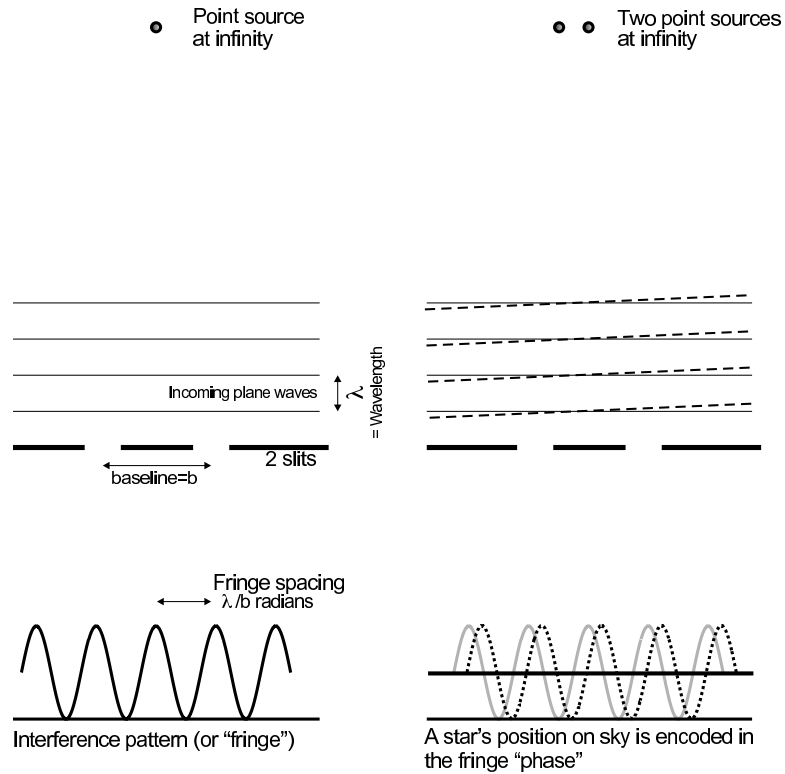 Point source
at infinity
Two point sources
at infinity
Incoming plane waves
λ
= Wavelength
2 slits
baseline=b
Fringe spacing
λ/b radians
Interference pattern (or “fringe”)
A star’s position on sky is encoded in
the fringe “phase”